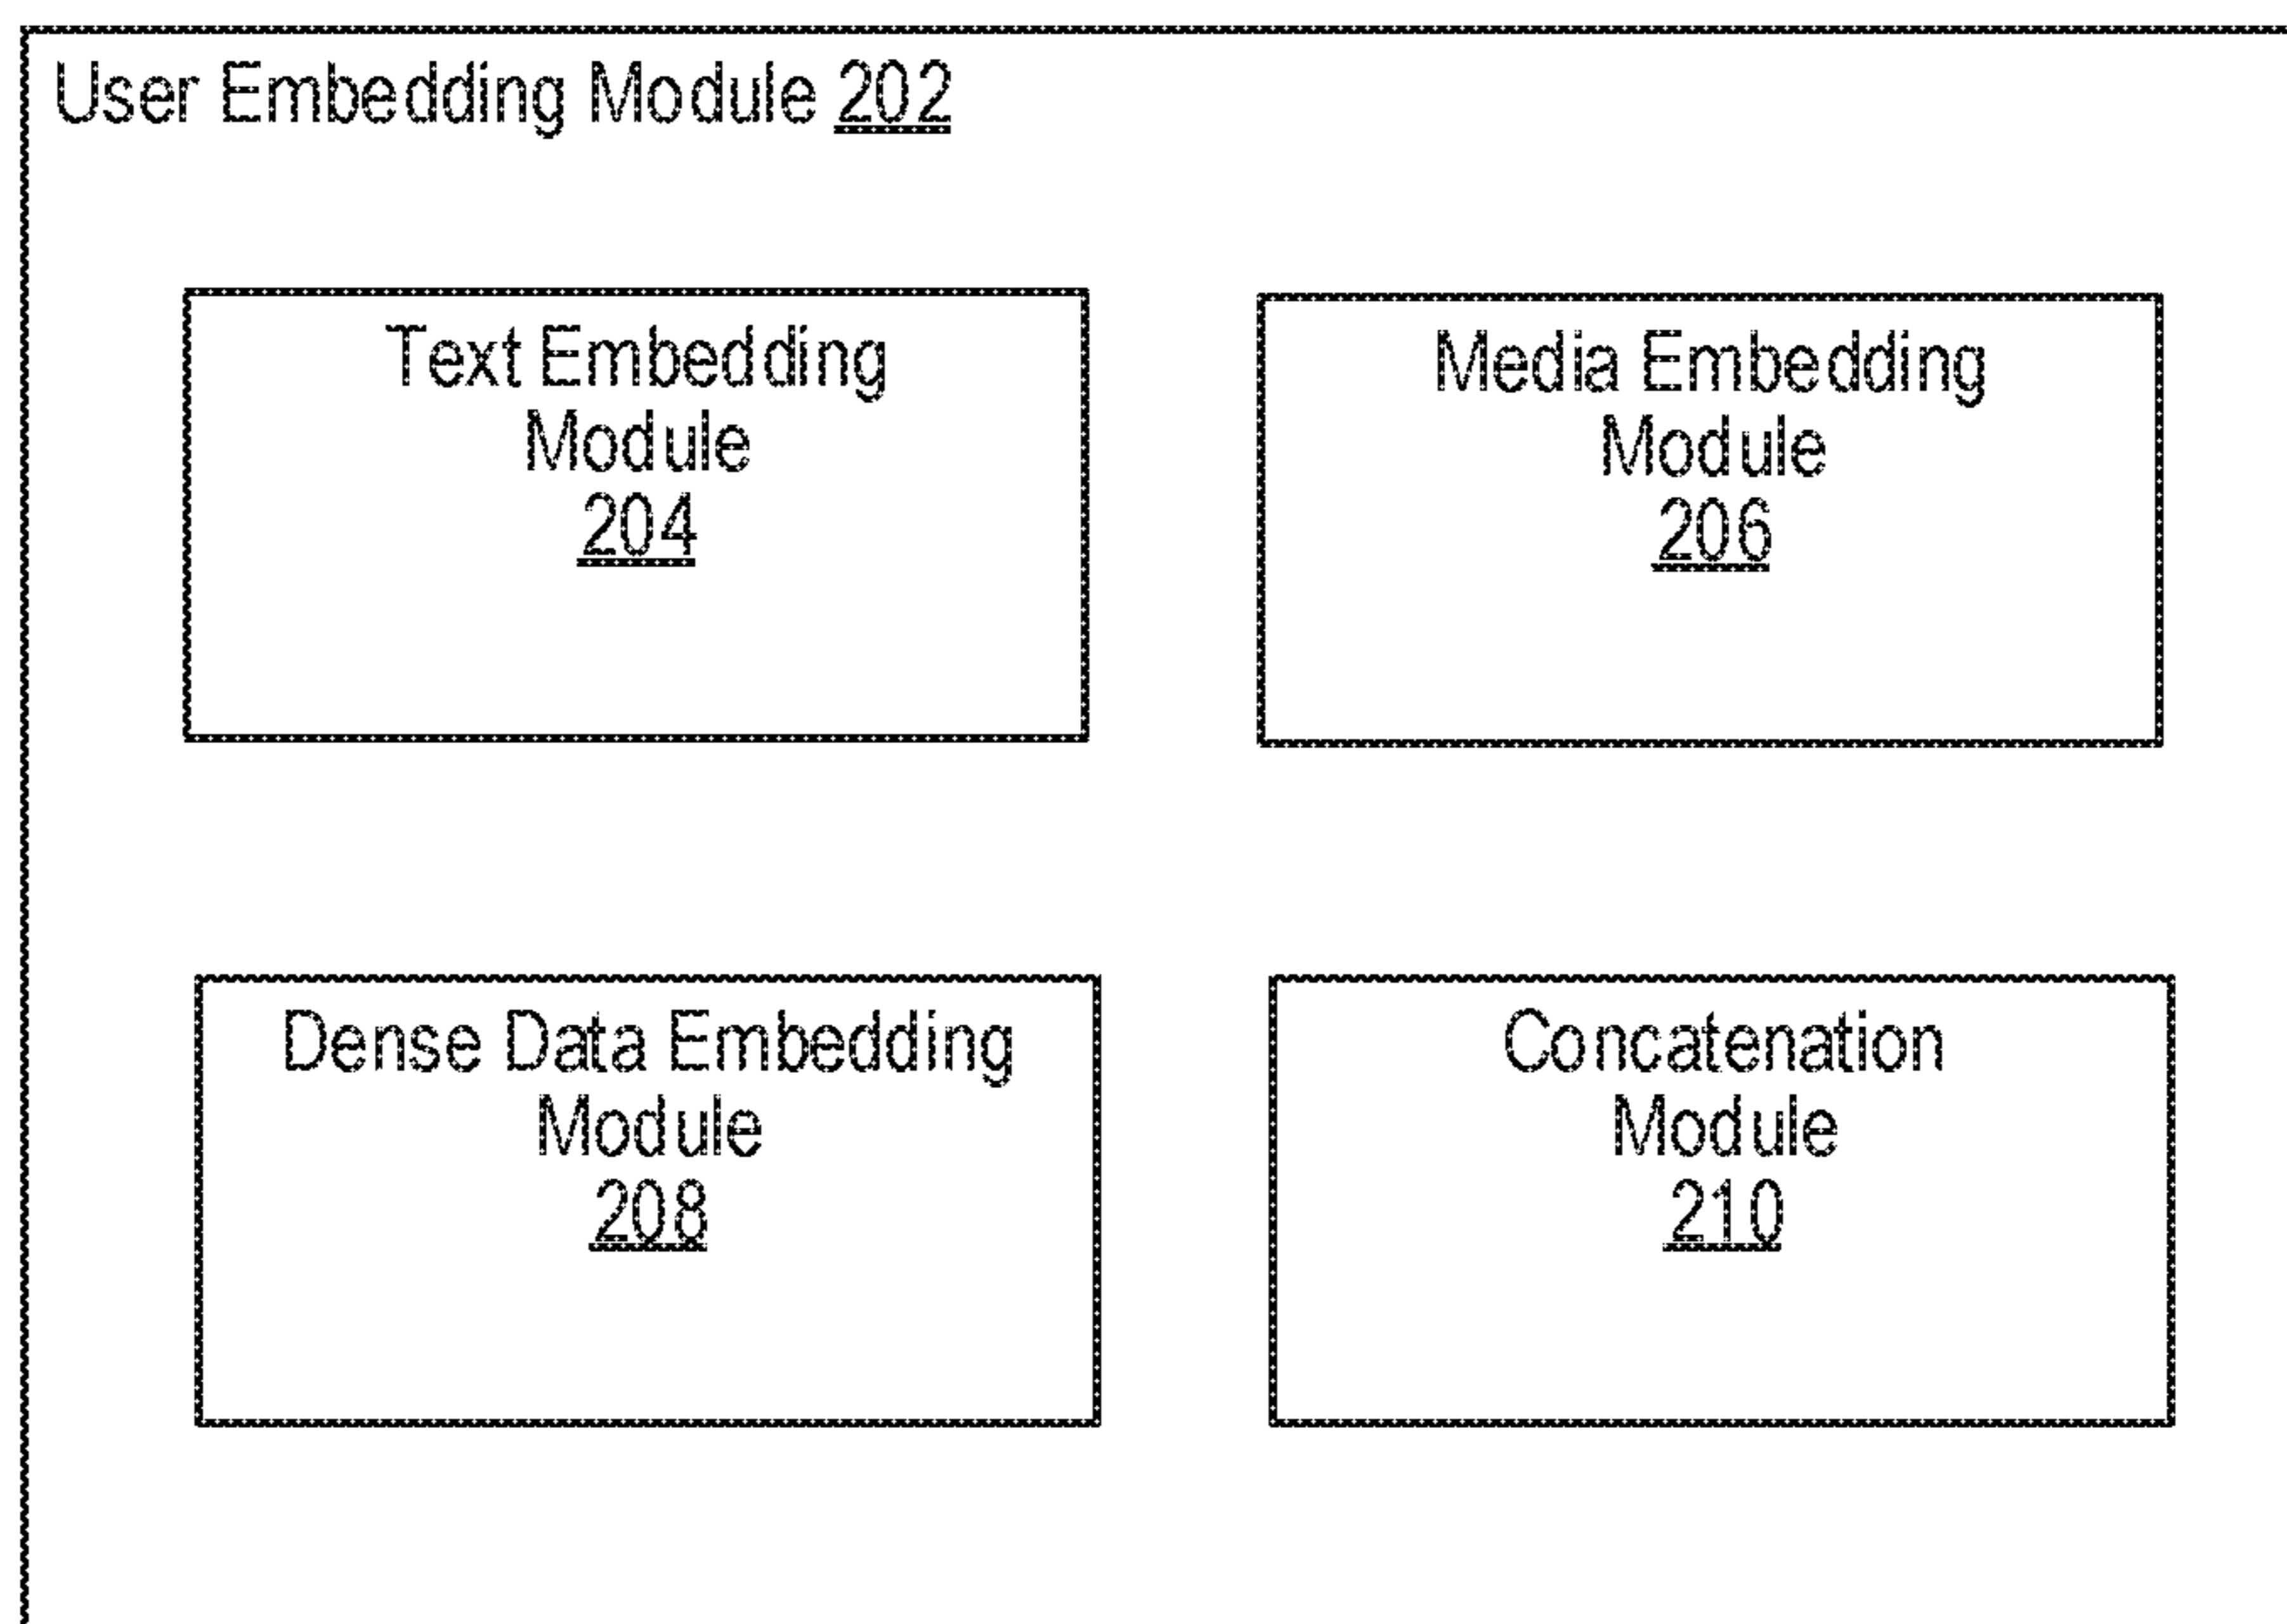 User Embedding Module 202
Text Embedding
Module
204
Media Embedding
Module
206
Dense Data Embedding
Module
208
Concatenation
Module
210